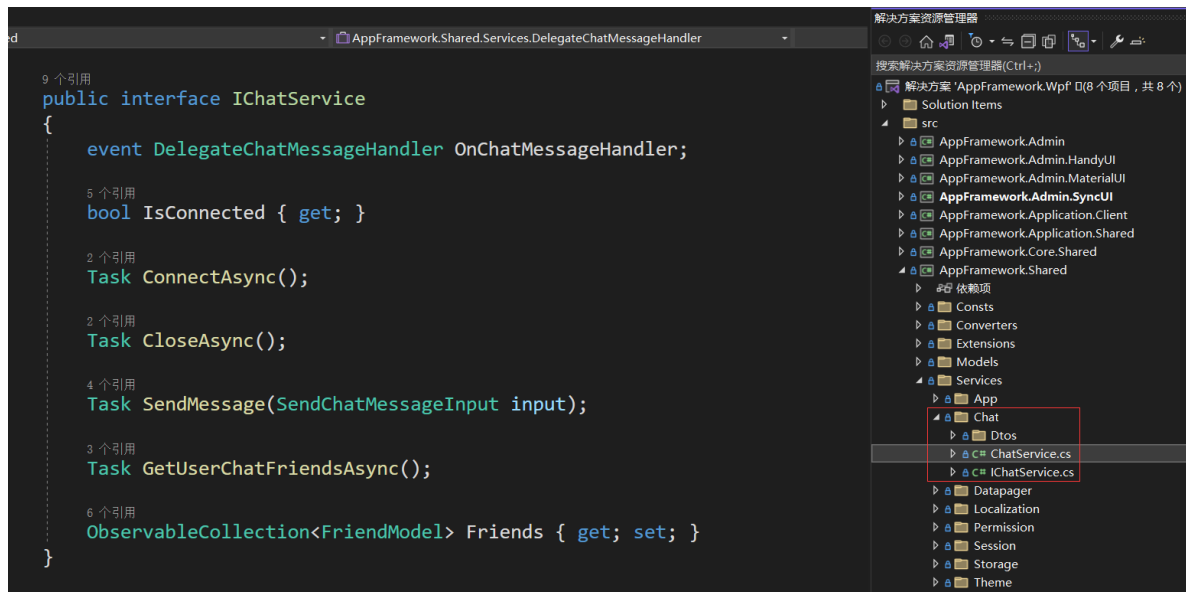 ed
AppFramework.Shared.Services.DelegateChatMessageHandler
9 个引用
public interface IChatService
{
event DelegateChatMessageHandler OnChatMessageHandler;
5 个引用
bool IsConnected { get; }
2 个引用
Task ConnectAsync();
2 个引用
Task CloseAsync();
4 个引用
Task SendMessage(SendChatMessageInput input);
3 个引用
Task GetUserChatFriendsAsync();
6 个引用
ObservableCollection<FriendModel> Friends { get; set; }
}
解决方案资源管理器
搜索解决方案资源管理器(Ctrl+;)
解决方案 'AppFramework.Wpf' (8 个项目，共 8 个)
Solution Items
src
AppFramework.Admin
AppFramework.Admin.HandyUI
AppFramework.Admin.MaterialUI
AppFramework.Admin.SyncUI
AppFramework.Application.Client
AppFramework.Application.Shared
AppFramework.Core.Shared
AppFramework.Shared
依赖项
Consts
Converters
Extensions
Models
Services
App
Chat
Dtos
C# ChatService.cs
C# IChatService.cs
Datapager
Localization
Permission
Session
Storage
Theme